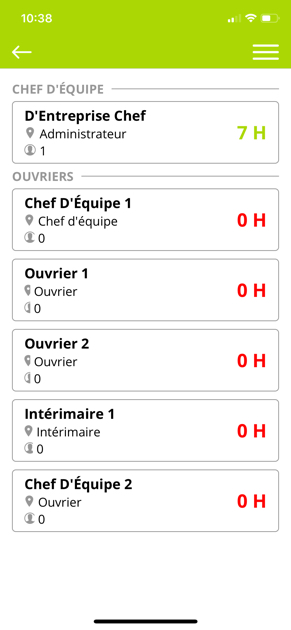 10:38
CHEF D'ÉQUIPE
D'Entreprise Chef
Administrateur
7 H
1
OUVRIERS
Chef D'Équipe 1
Chef d'équipe
0 H
0
Ouvrier 1
Ouvrier
0 H
0
Ouvrier 2
Ouvrier
0 H
0
Intérimaire 1
Intérimaire
0 H
0
Chef D'Équipe 2
Ouvrier
0 H
0